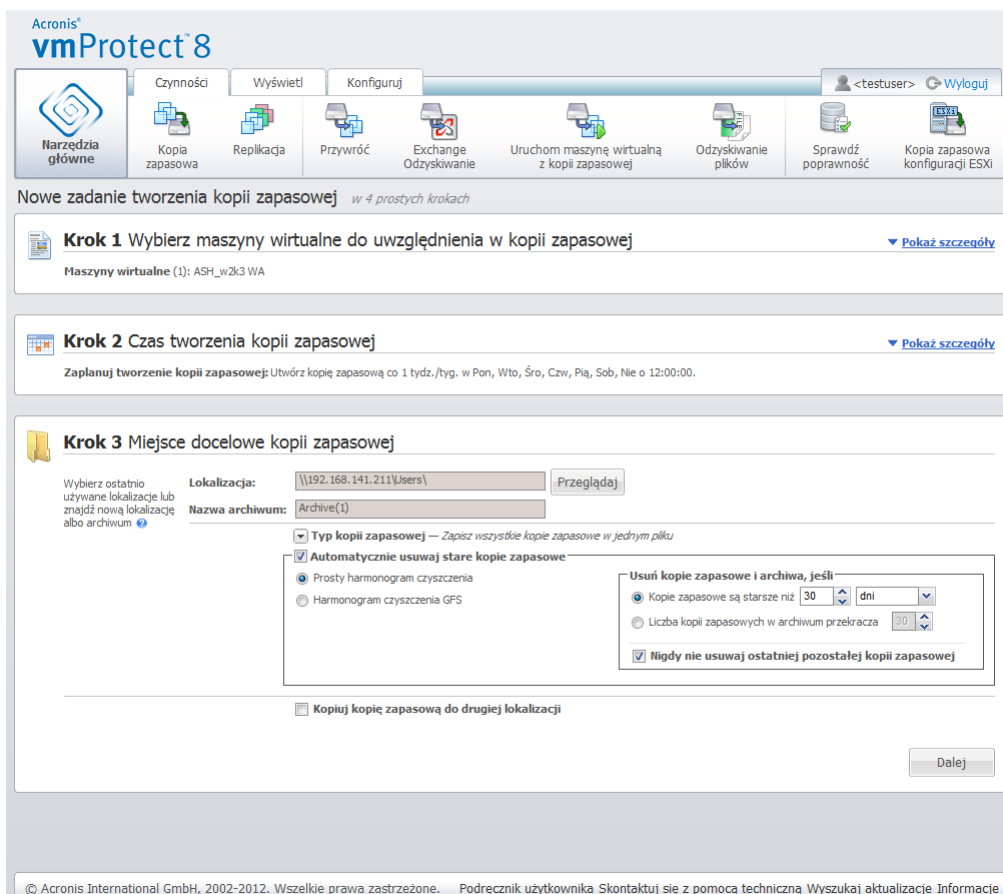 Acronis®
vmProtect™ 8
Czynności Wyświetl Konfiguruj <testuser> Wyloguj
Narzędzia główne
Kopia zapasowa
Replikacja
Przywróć
Exchange Odzyskiwanie
Uruchom maszynę wirtualną z kopii zapasowej
Odzyskiwanie plików
Sprawdź poprawność
ESXi
Kopia zapasowa konfiguracji ESXi
Nowe zadanie tworzenia kopii zapasowej w 4 prostych krokach
Krok 1 Wybierz maszyny wirtualne do uwzględnienia w kopii zapasowej Pokaż szczegóły
Maszyny wirtualne (1): ASH_w2k3 WA
Krok 2 Czas tworzenia kopii zapasowej Pokaż szczegóły
Zaplanuj tworzenie kopii zapasowej: Utwórz kopię zapasową co 1 tydz./tyg. w Pon, Wto, Śro, Czw, Pią, Sob, Nie o 12:00:00.
Krok 3 Miejsce docelowe kopii zapasowej
Wybierz ostatnio
używane lokalizacje lub
znajdź nową lokalizację
albo archiwum
Lokalizacja: \\192.168.141.211\Users\ Przeglądaj
Nazwa archiwum: Archive(1)
Typ kopii zapasowej — Zapisz wszystkie kopie zapasowe w jednym pliku
Automatycznie usuwaj stare kopie zapasowe
Prosty harmonogram czyszczenia
Harmonogram czyszczenia GFS
Usuń kopie zapasowe i archiwa, jeśli
Kopie zapasowe są starsze niż 30 dni
Liczba kopii zapasowych w archiwum przekracza 30
Nigdy nie usuwaj ostatniej pozostałej kopii zapasowej
Kopiuj kopię zapasową do drugiej lokalizacji
Dalej
© Acronis International GmbH, 2002-2012. Wszelkie prawa zastrzeżone. Podręcznik użytkownika Skontaktuj się z pomocą techniczną Wyszukaj aktualizacje Informacje